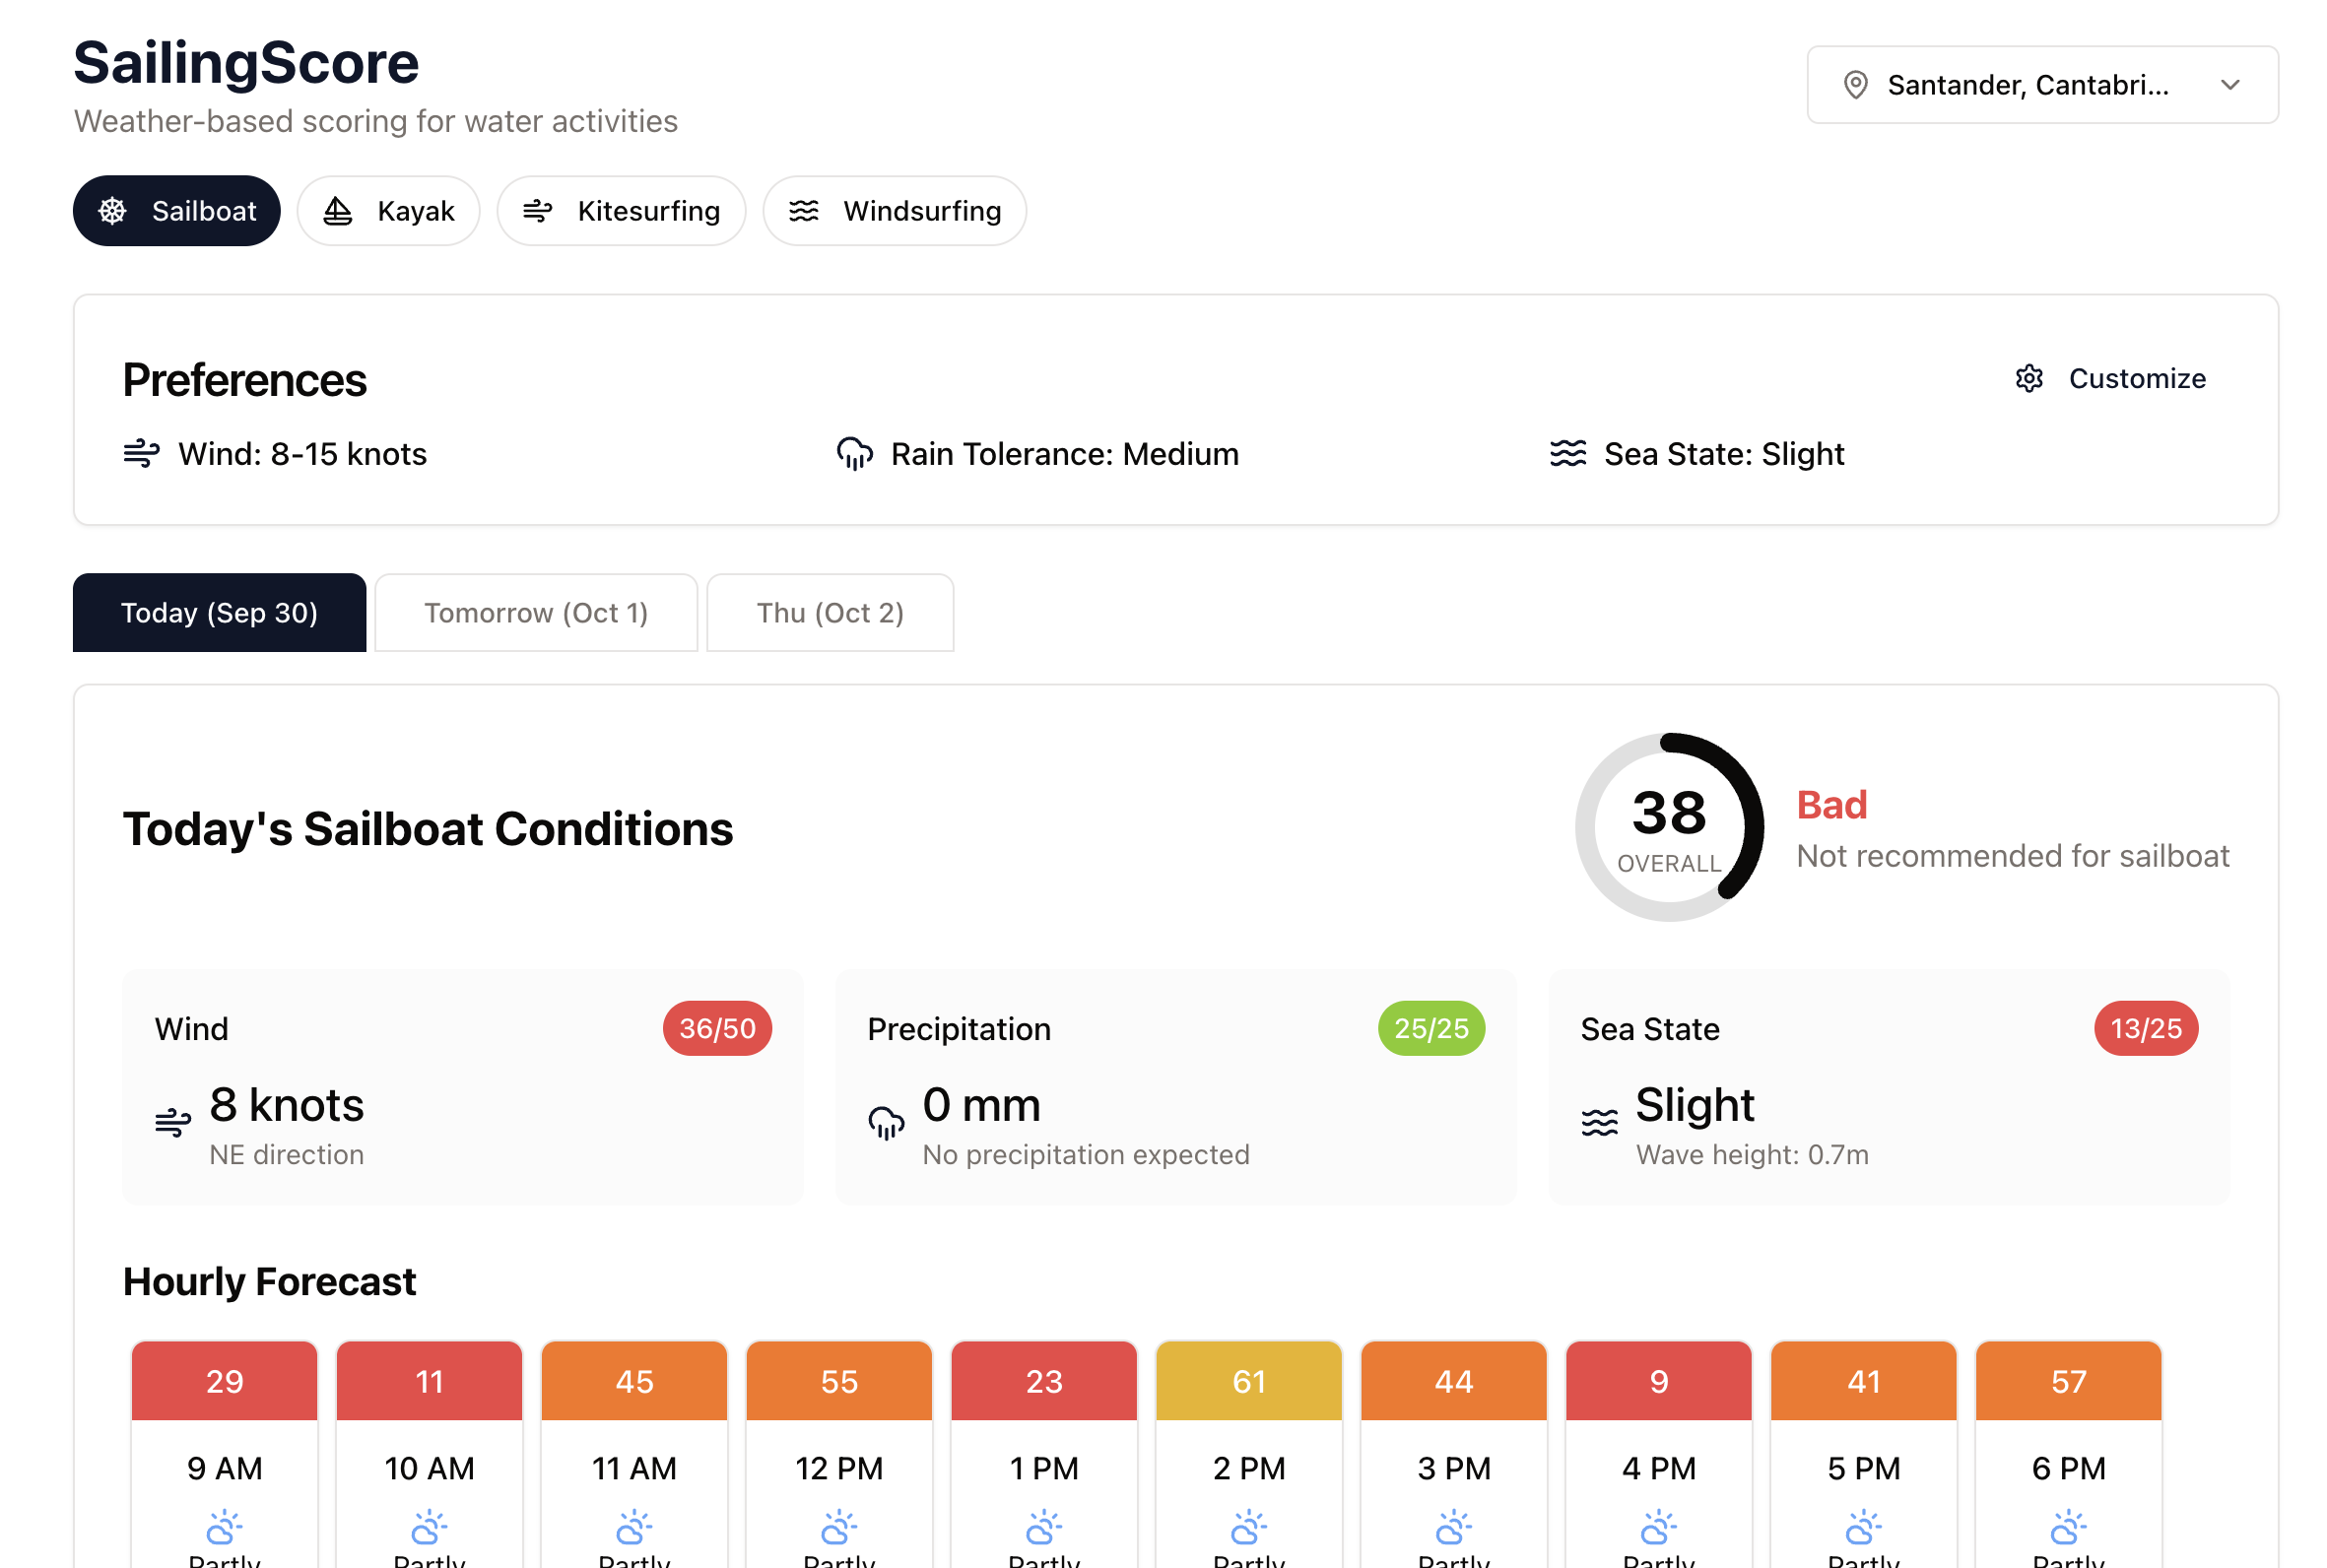 SailingScore
Weather-based scoring for water activities
Santander, Cantabri...
Sailboat
Kayak
Kitesurfing
Windsurfing
Preferences
Customize
Wind: 8-15 knots
Rain Tolerance: Medium
Sea State: Slight
Today (Sep 30)
Tomorrow (Oct 1)
Thu (Oct 2)
Today's Sailboat Conditions
38
OVERALL
Bad
Not recommended for sailboat
Wind
36/50
8 knots
NE direction
Precipitation
25/25
0 mm
No precipitation expected
Sea State
13/25
Slight
Wave height: 0.7m
Hourly Forecast
29
9 AM
Partly
11
10 AM
Partly
45
11 AM
Partly
55
12 PM
Partly
23
1 PM
Partly
61
2 PM
Partly
44
3 PM
Partly
9
4 PM
Partly
41
5 PM
Partly
57
6 PM
Partly